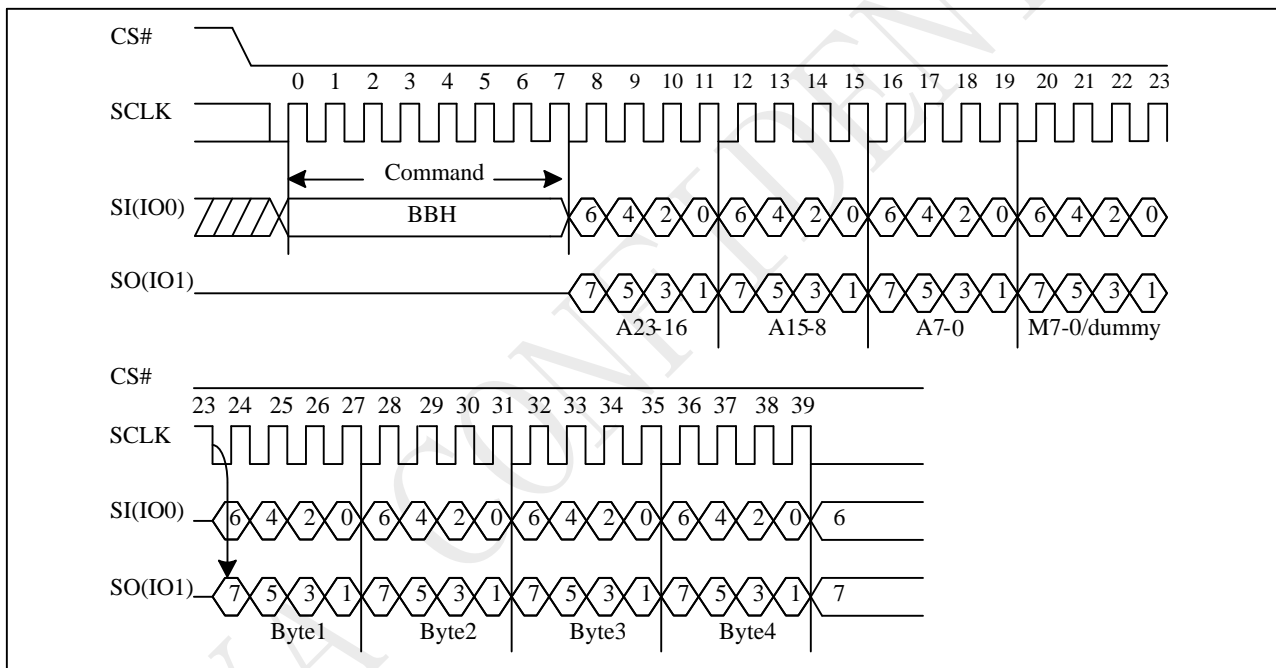 CS#
0 1 2 3 4 5 6 7 8 9 10 11 12 13 14 15 16 17 18 19 20 21 22 23
SCLK
Command
SI(IO0) BBH 6 4 2 0 6 4 2 0 6 4 2 0 6 4 2 0
SO(IO1) 7 5 3 1 7 5 3 1 7 5 3 1 7 5 3 1
A23-16 A15-8 A7-0 M7-0/dummy
CS#
23 24 25 26 27 28 29 30 31 32 33 34 35 36 37 38 39
SCLK
SI(IO0) 6 4 2 0 6 4 2 0 6 4 2 0 6 4 2 0 6
SO(IO1) 7 5 3 1 7 5 3 1 7 5 3 1 7 5 3 1 7
Byte1 Byte2 Byte3 Byte4